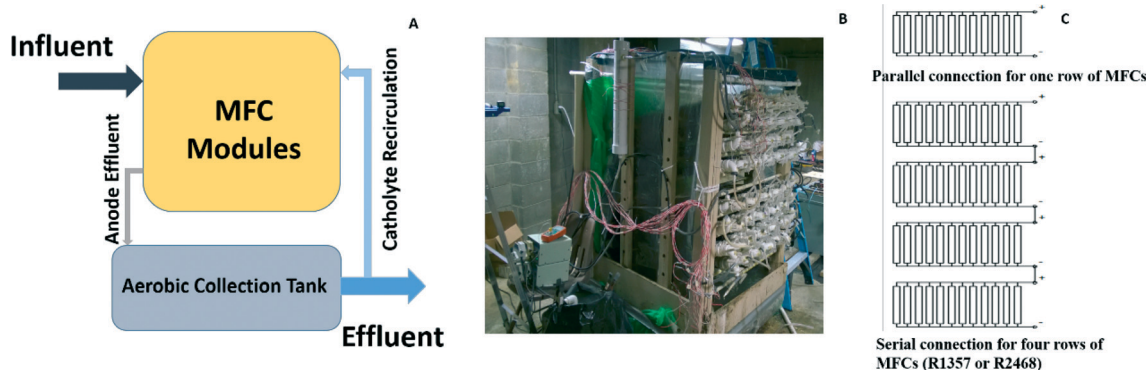 A
Influent
MFC
Modules
Anode Effluent
Catholyte Recirculation
Aerobic Collection Tank
Effluent
B
C
+
−
Parallel connection for one row of MFCs
+
−
+
−
+
−
+
−
Serial connection for four rows of
MFCs (R1357 or R2468)